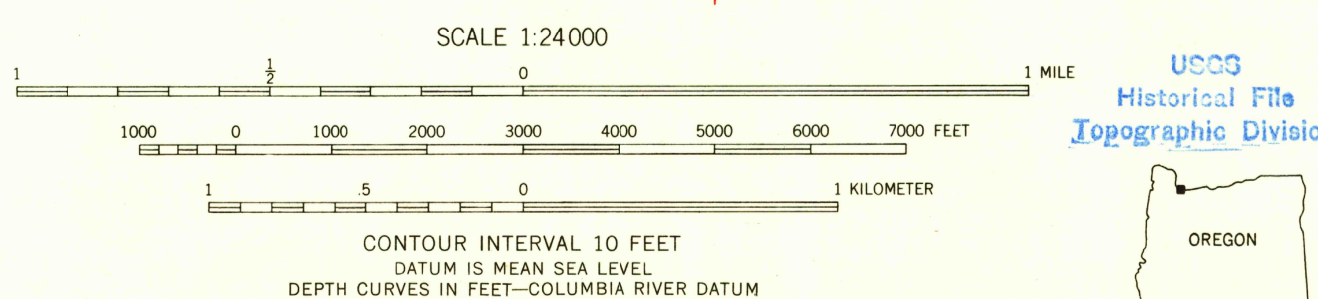 SCALE 1:24 000
1 ½ 0 1 MILE
1000 0 1000 2000 3000 4000 5000 6000 7000 FEET
1 .5 0 1 KILOMETER
CONTOUR INTERVAL 10 FEET
DATUM IS MEAN SEA LEVEL
DEPTH CURVES IN FEET—COLUMBIA RIVER DATUM
USGS
Historical File
Topographic Divisio
OREGON